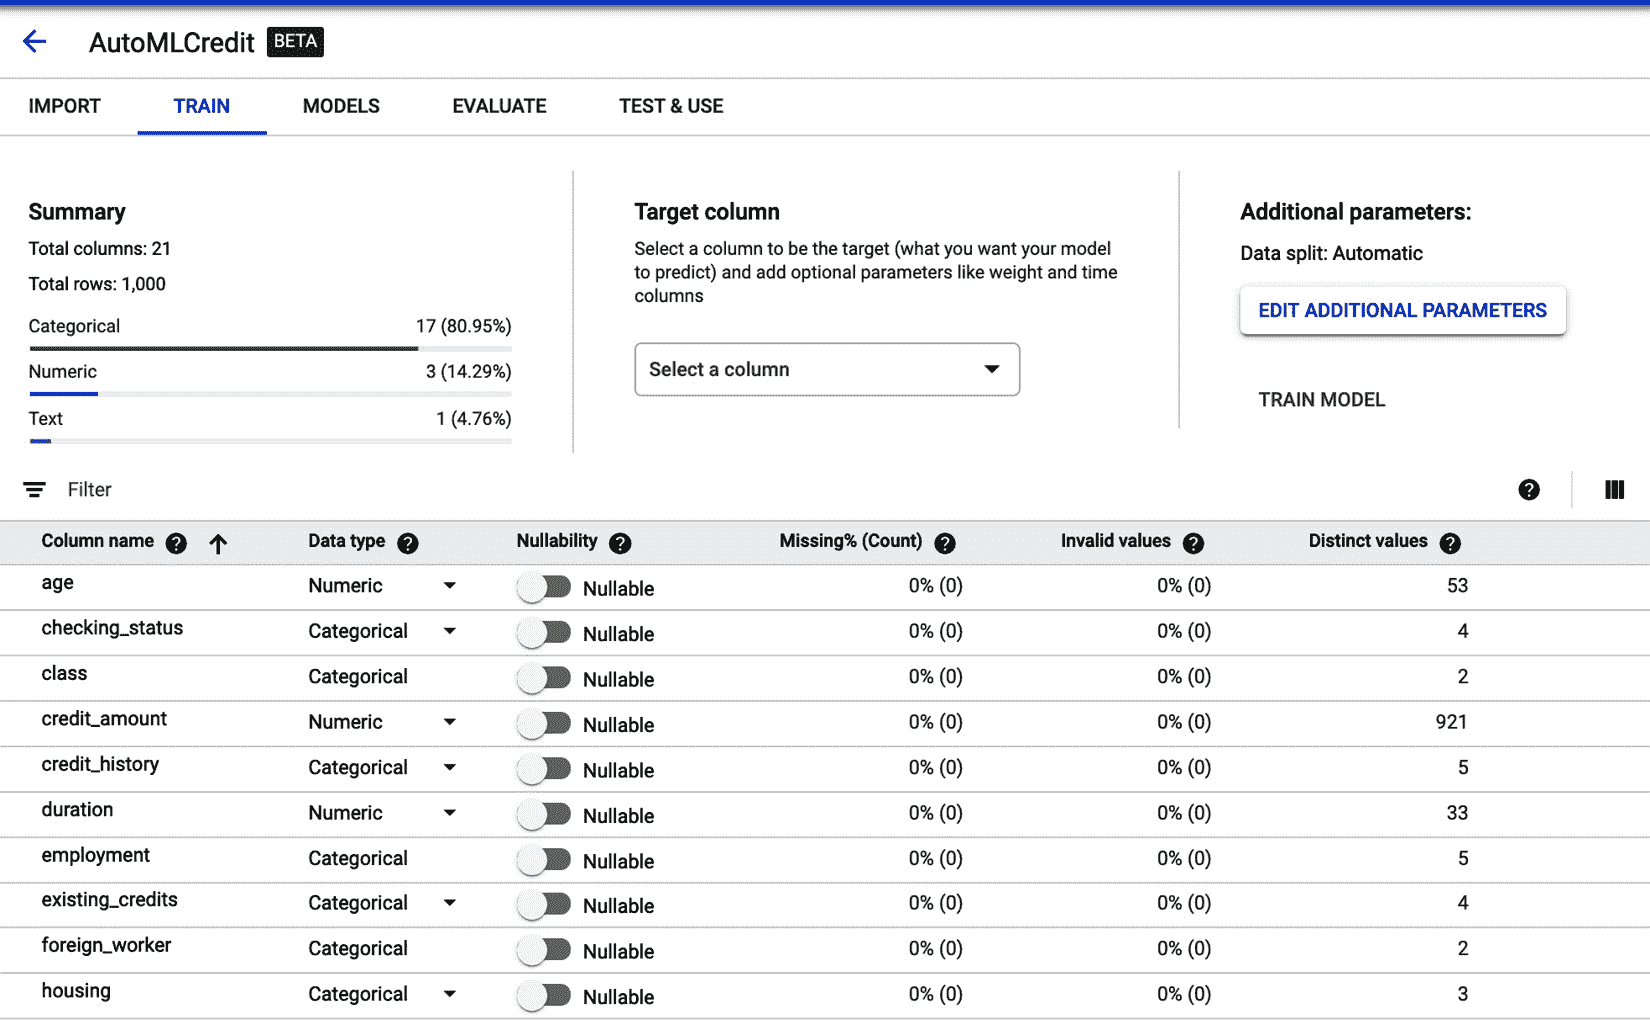 AutoMLCredit BETA
IMPORT TRAIN MODELS EVALUATE TEST & USE
Summary
Total columns: 21
Total rows: 1,000
Categorical 17 (80.95%)
Numeric 3 (14.29%)
Text 1 (4.76%)
Target column
Select a column to be the target (what you want your model
to predict) and add optional parameters like weight and time
columns
Select a column
Additional parameters:
Data split: Automatic
EDIT ADDITIONAL PARAMETERS
TRAIN MODEL
Filter
Column name Data type Nullability Missing% (Count) Invalid values Distinct values
age Numeric Nullable 0% (0) 0% (0) 53
checking_status Categorical Nullable 0% (0) 0% (0) 4
class Categorical Nullable 0% (0) 0% (0) 2
credit_amount Numeric Nullable 0% (0) 0% (0) 921
credit_history Categorical Nullable 0% (0) 0% (0) 5
duration Numeric Nullable 0% (0) 0% (0) 33
employment Categorical Nullable 0% (0) 0% (0) 5
existing_credits Categorical Nullable 0% (0) 0% (0) 4
foreign_worker Categorical Nullable 0% (0) 0% (0) 2
housing Categorical Nullable 0% (0) 0% (0) 3